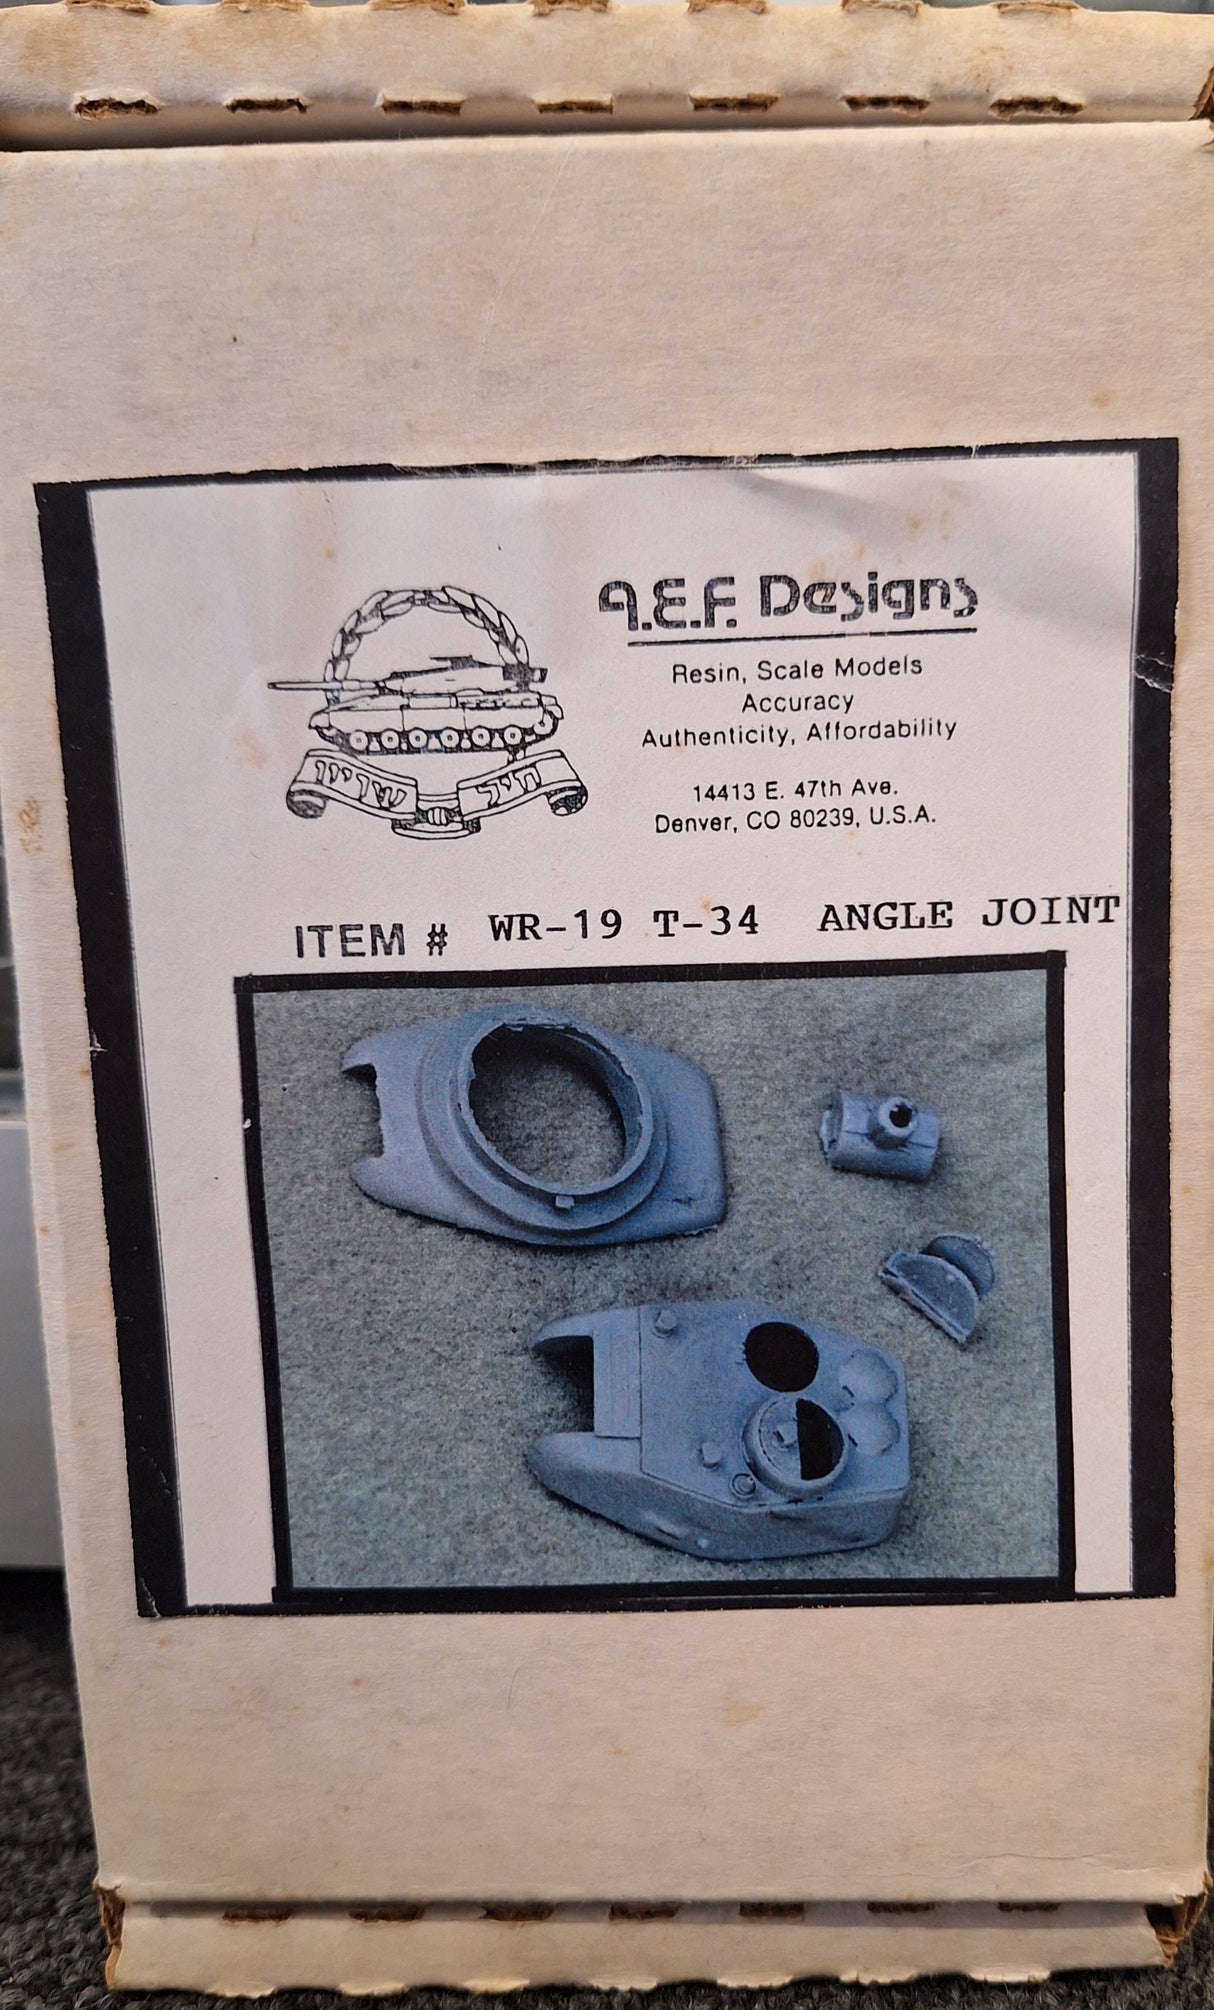 A.E.F. Designs
Resin, Scale Models
Accuracy
Authenticity, Affordability
14413 E. 47th Ave.
Denver, CO 80239, U.S.A.
חיל שריון
ITEM # WR-19 T-34 ANGLE JOINT